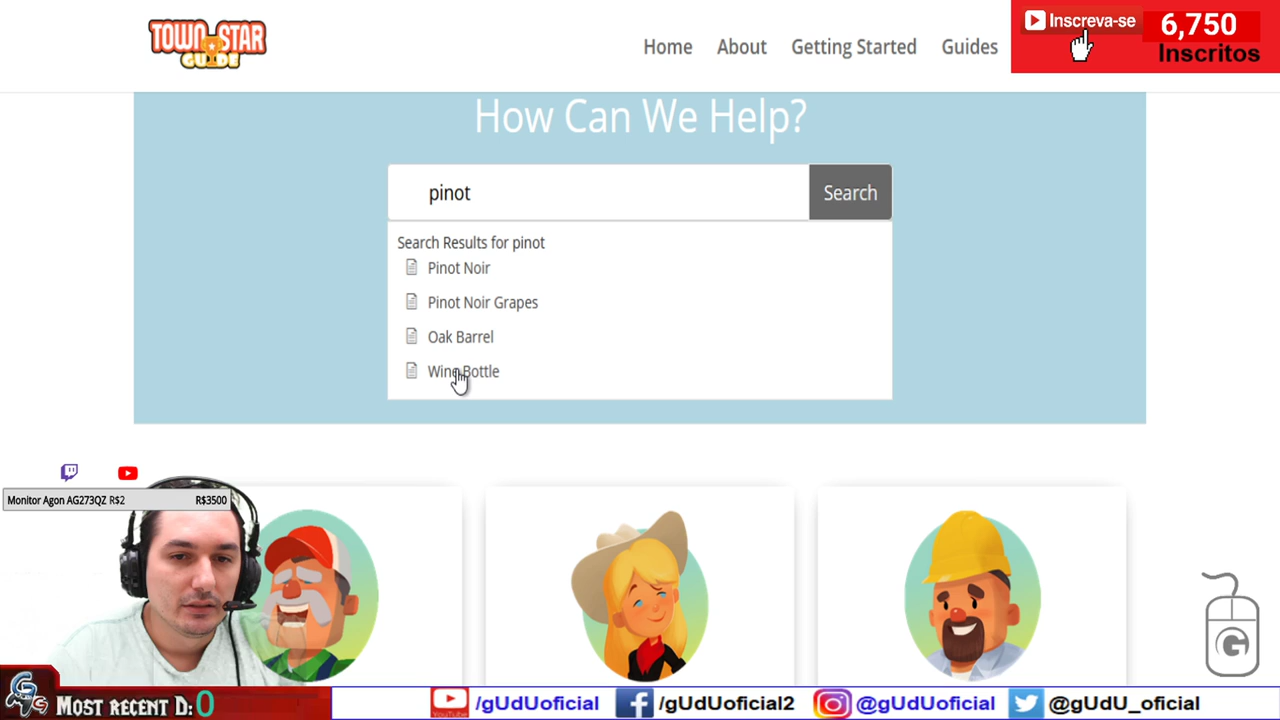 TOWN STAR
GUIDE
Home
About
Getting Started
Guides
Inscreva-se
6,750
Inscritos
How Can We Help?
pinot
Search
Search Results for pinot
Pinot Noir
Pinot Noir Grapes
Oak Barrel
Wine Bottle
Monitor Agon AG273QZ R$2
R$3500
G
Most recent D: 0
YouTube
/gUdUoficial
/gUdUoficial2
@gUdUoficial
@gUdU_oficial